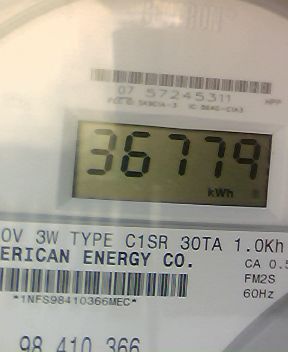 07 57245311
36779
kWh
0V 3W TYPE C1SR 30TA 1.0Kh
ERICAN ENERGY CO.
CA 0.5
FM2S
*1NFS98410366MEC*
60Hz
98 410 366